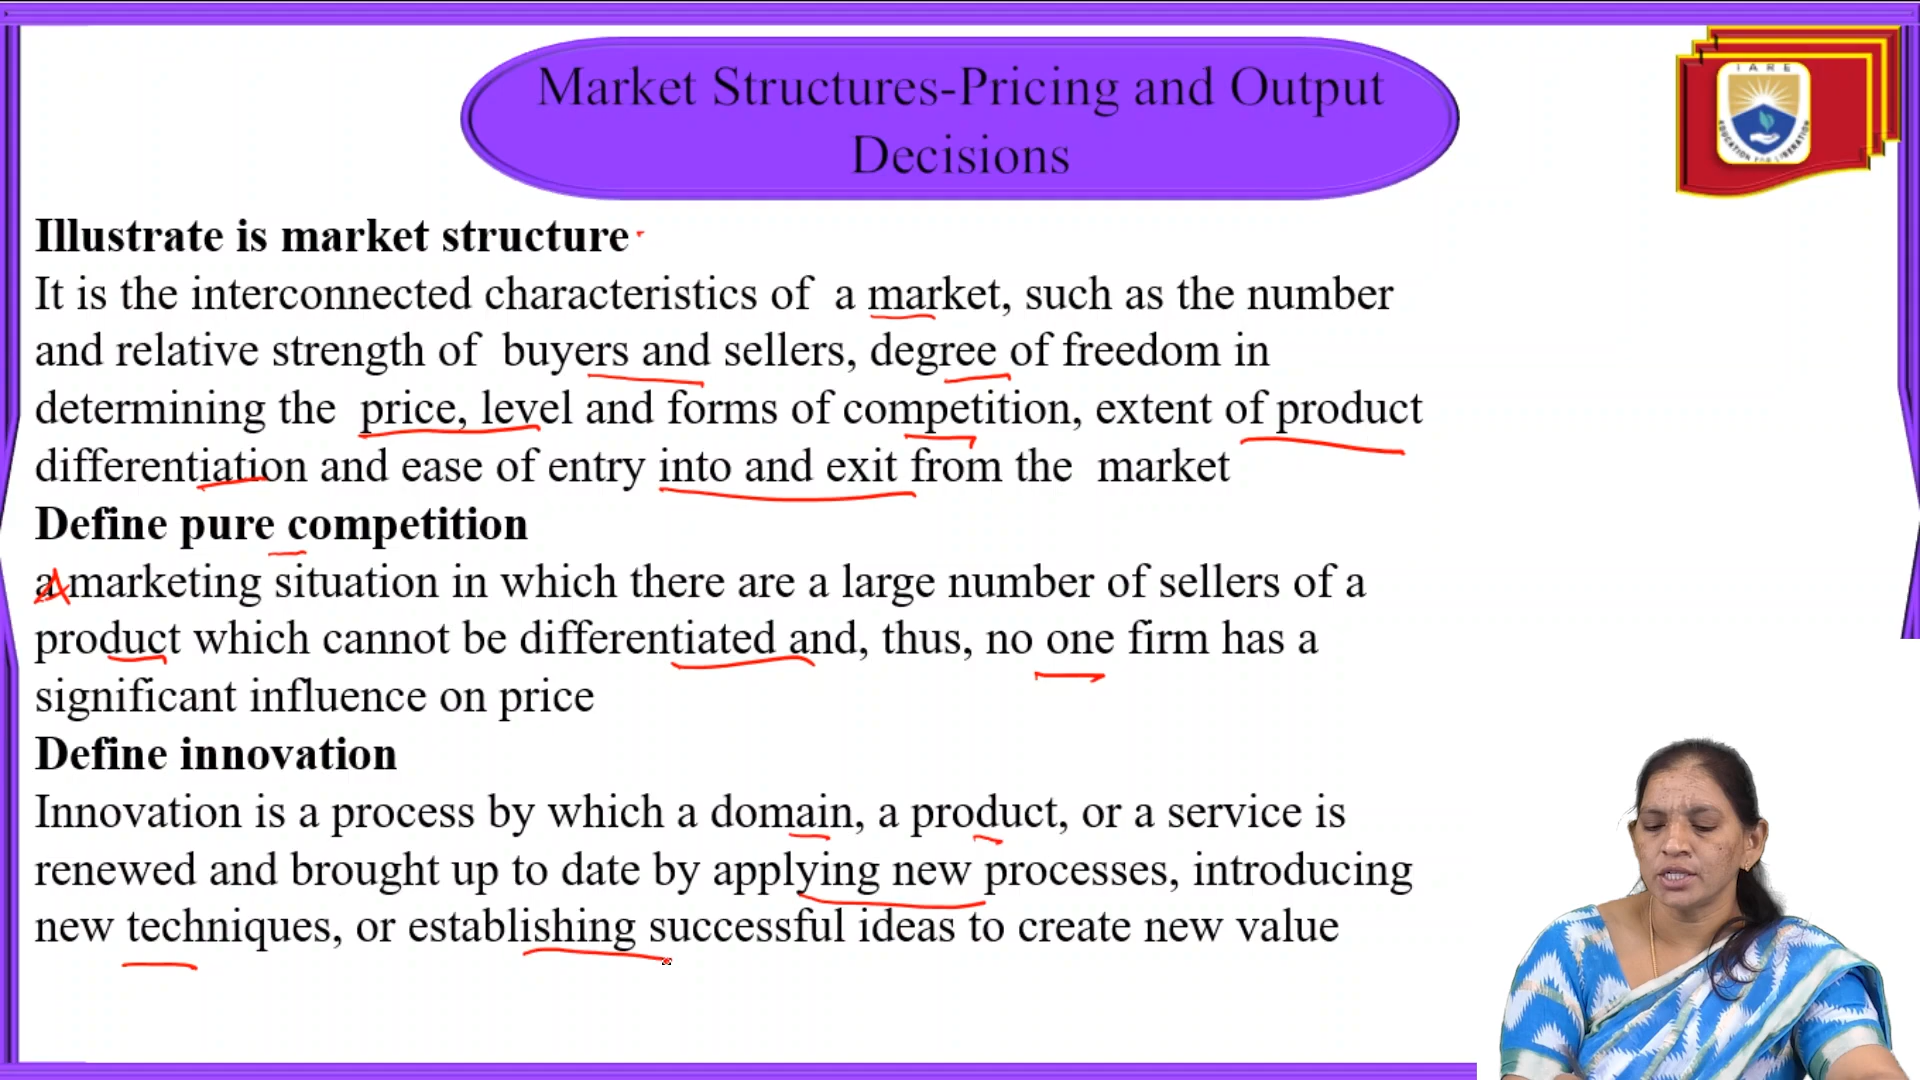 Market Structures-Pricing and Output
Decisions
IARE
EDUCATION FOR LIBERATION
Illustrate is market structure
It is the interconnected characteristics of a market, such as the number
and relative strength of buyers and sellers, degree of freedom in
determining the price, level and forms of competition, extent of product
differentiation and ease of entry into and exit from the market
Define pure competition
a marketing situation in which there are a large number of sellers of a
product which cannot be differentiated and, thus, no one firm has a
significant influence on price
Define innovation
Innovation is a process by which a domain, a product, or a service is
renewed and brought up to date by applying new processes, introducing
new techniques, or establishing successful ideas to create new value